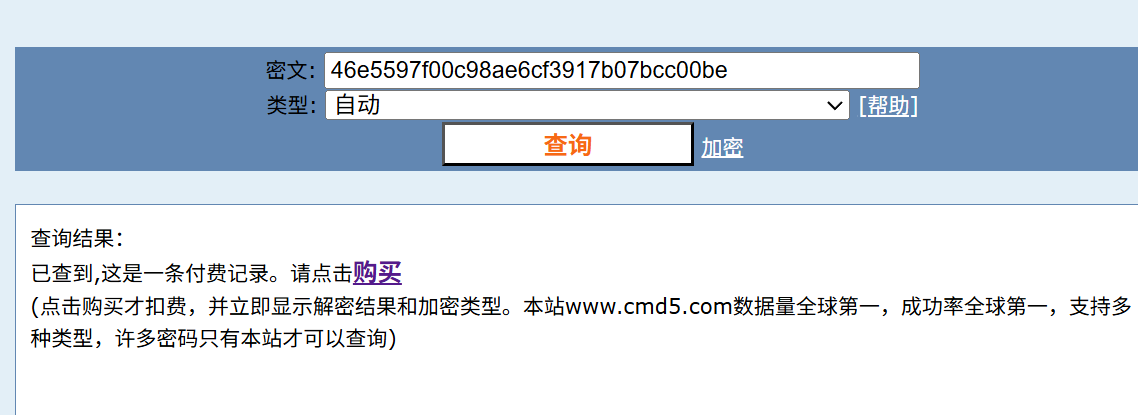 密文： 46e5597f00c98ae6cf3917b07bcc00be
类型： 自动 [帮助]
查询 加密
查询结果：
已查到,这是一条付费记录。请点击购买
(点击购买才扣费，并立即显示解密结果和加密类型。本站www.cmd5.com数据量全球第一，成功率全球第一，支持多
种类型，许多密码只有本站才可以查询)